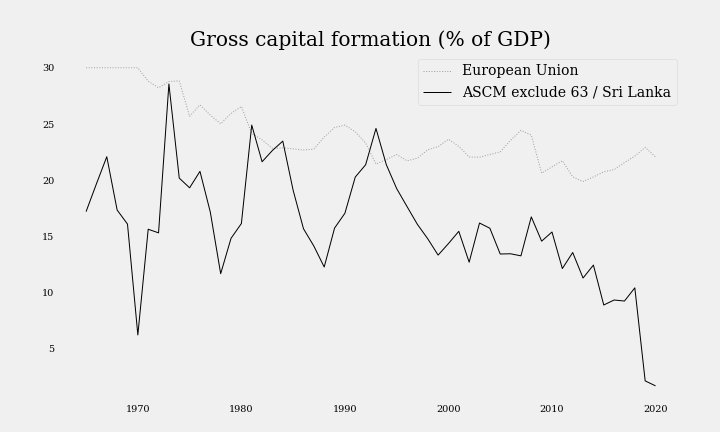 Gross capital formation (% of GDP)
European Union
ASCM exclude 63 / Sri Lanka
30
25
20
15
10
5
1970 1980 1990 2000 2010 2020